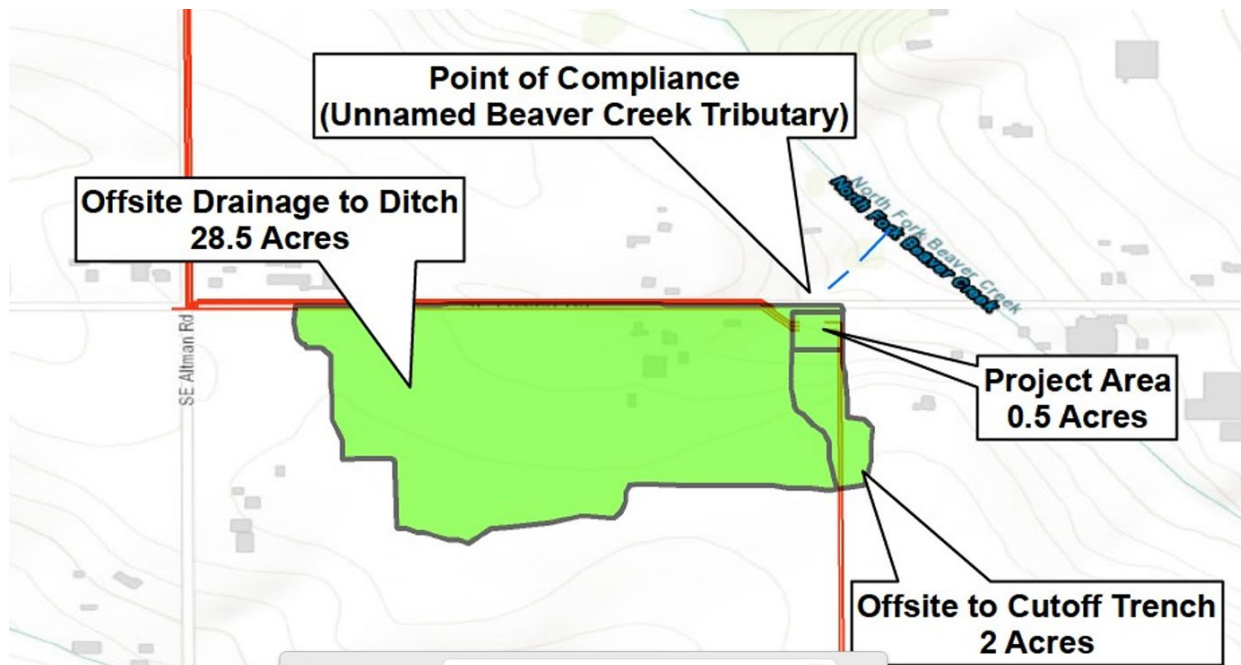 Point of Compliance
(Unnamed Beaver Creek Tributary)
Offsite Drainage to Ditch
28.5 Acres
North Fork Beaver Creek
North Fork Beaver Creek
SE Altman Rd
Project Area
0.5 Acres
Offsite to Cutoff Trench
2 Acres